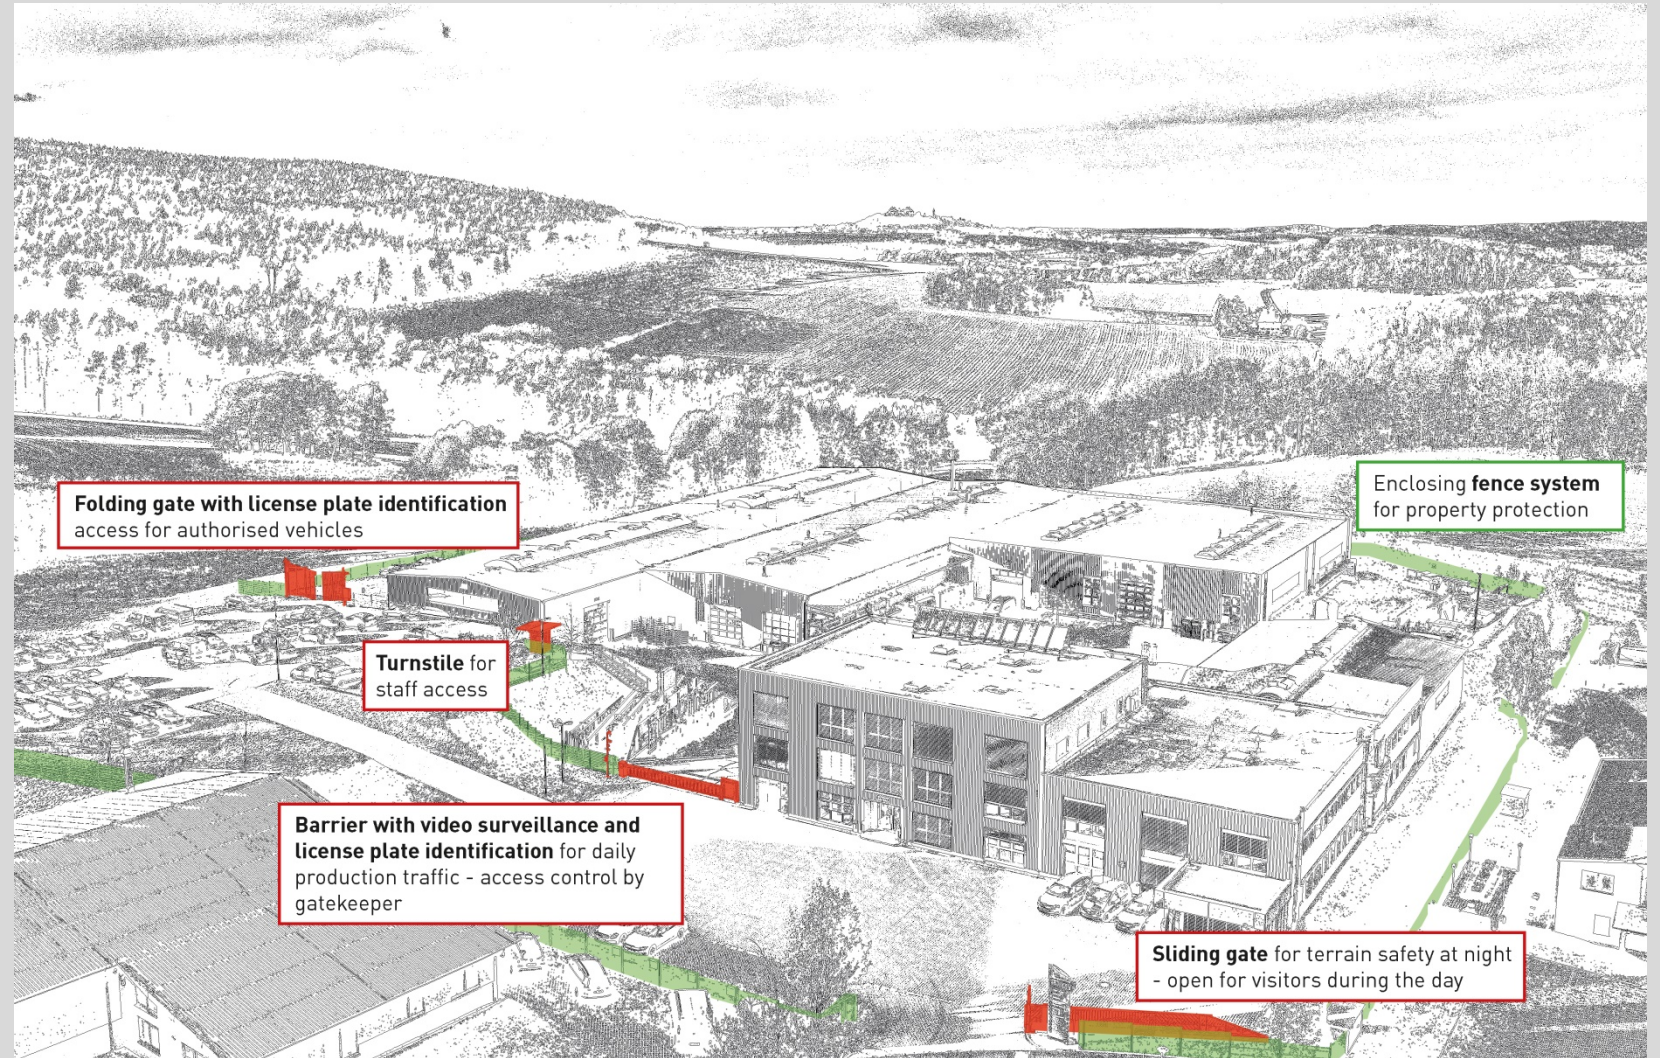 Folding gate with license plate identification
access for authorised vehicles
Enclosing fence system
for property protection
Turnstile for
staff access
Barrier with video surveillance and
license plate identification for daily
production traffic - access control by
gatekeeper
Sliding gate for terrain safety at night
- open for visitors during the day